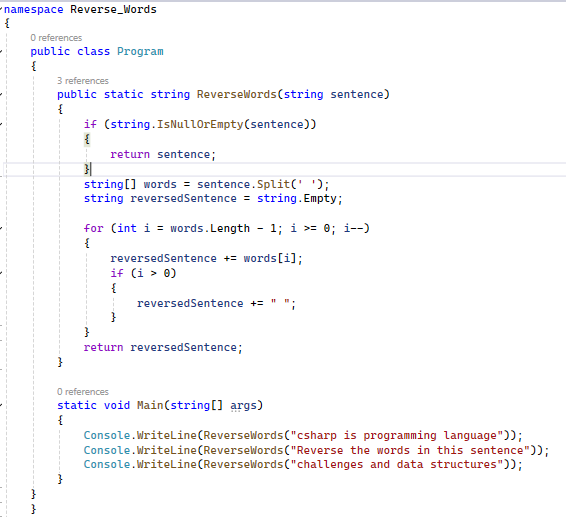 namespace Reverse_Words
{
0 references
public class Program
{
3 references
public static string ReverseWords(string sentence)
{
if (string.IsNullOrEmpty(sentence))
{
return sentence;
}
string[] words = sentence.Split(' ');
string reversedSentence = string.Empty;
for (int i = words.Length - 1; i >= 0; i--)
{
reversedSentence += words[i];
if (i > 0)
{
reversedSentence += " ";
}
}
return reversedSentence;
}
0 references
static void Main(string[] args)
{
Console.WriteLine(ReverseWords("csharp is programming language"));
Console.WriteLine(ReverseWords("Reverse the words in this sentence"));
Console.WriteLine(ReverseWords("challenges and data structures"));
}
}
}